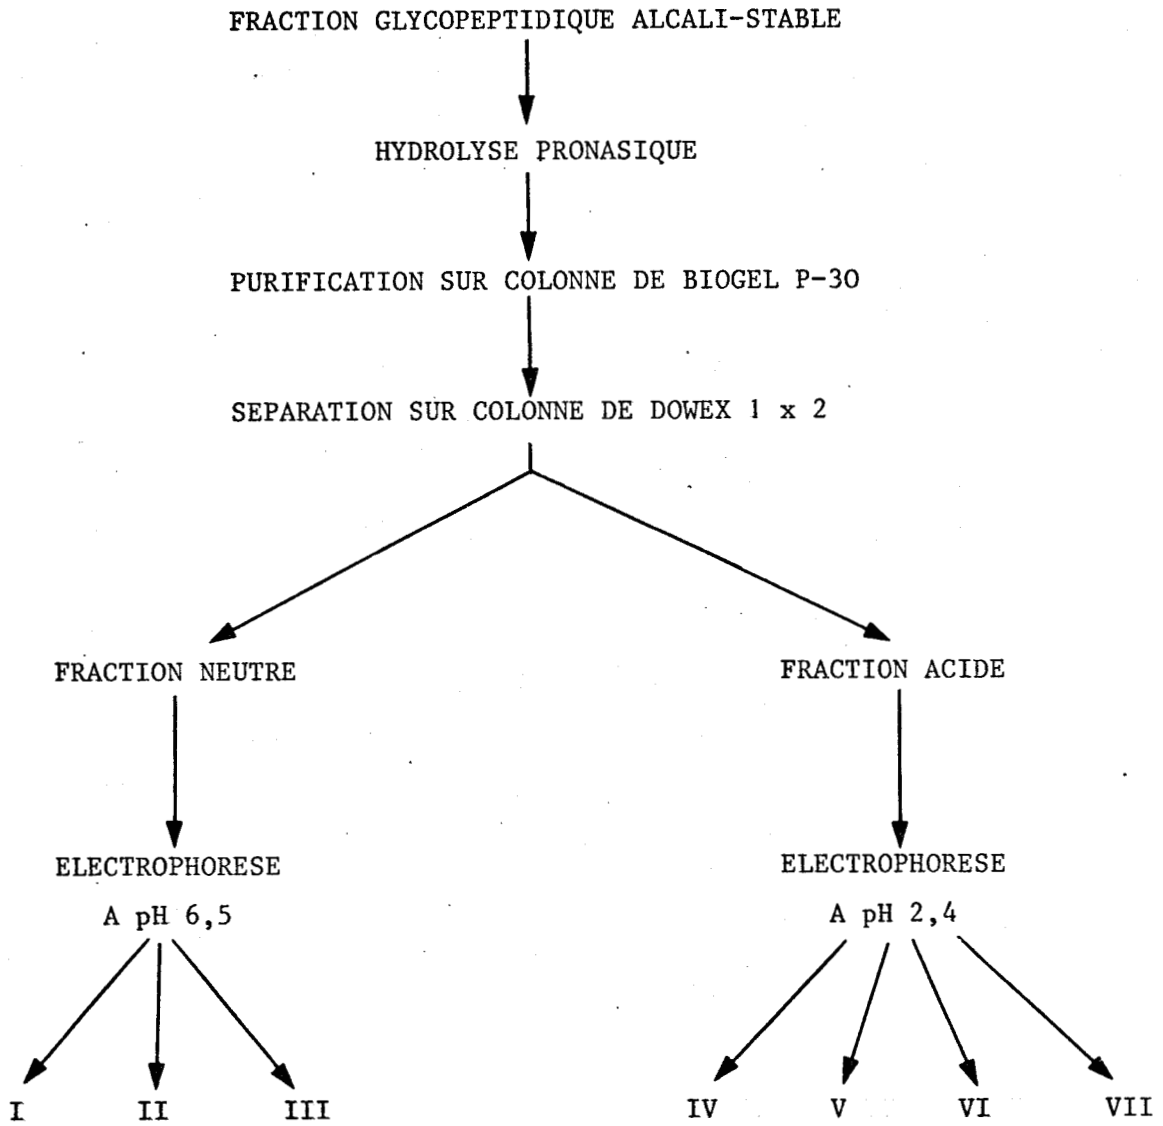 FRACTION GLYCOPEPTIDIQUE ALCALI-STABLE
HYDROLYSE PRONASIQUE
PURIFICATION SUR COLONNE DE BIOGEL P-30
SEPARATION SUR COLONNE DE DOWEX 1 x 2
FRACTION NEUTRE
FRACTION ACIDE
ELECTROPHORESE
A pH 6,5
ELECTROPHORESE
A pH 2,4
I II III
IV V VI VII